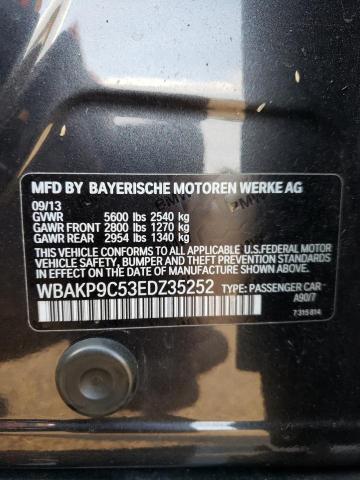 MFD BY BAYERISCHE MOTOREN WERKE AG
09/13
GVWR 5600 lbs 2540 kg
GAWR FRONT 2800 lbs 1270 kg
GAWR REAR 2954 lbs 1340 kg
THIS VEHICLE CONFORMS TO ALL APPLICABLE U.S. FEDERAL MOTOR
VEHICLE SAFETY, BUMPER AND THEFT PREVENTION STANDARDS
IN EFFECT ON THE DATE OF MANUFACTURE SHOWN ABOVE.
WBAKP9C53EDZ35252 TYPE: PASSENGER CAR
A90/7
7 315 814